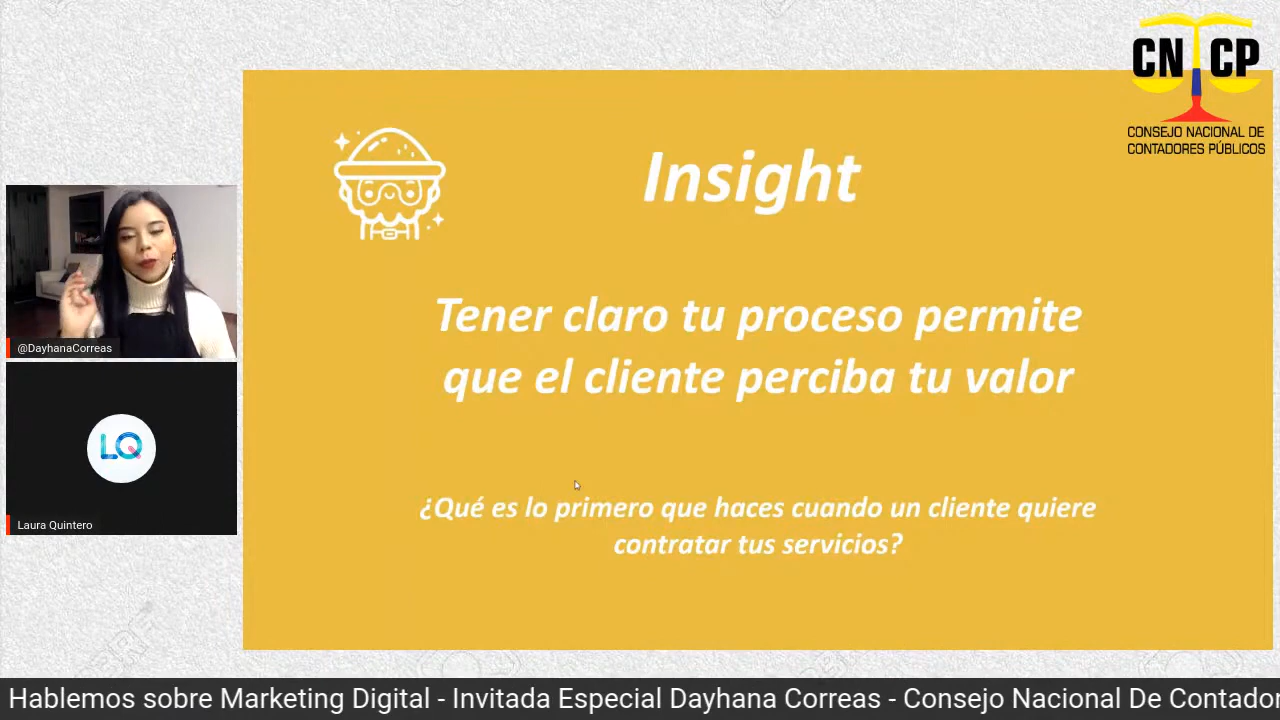 CN CP
CONSEJO NACIONAL DE
CONTADORES PÚBLICOS
Insight
Tener claro tu proceso permite
que el cliente perciba tu valor
¿Qué es lo primero que haces cuando un cliente quiere
contratar tus servicios?
@DayhanaCorreas
LQ
Laura Quintero
Hablemos sobre Marketing Digital - Invitada Especial Dayhana Correas - Consejo Nacional De Contador